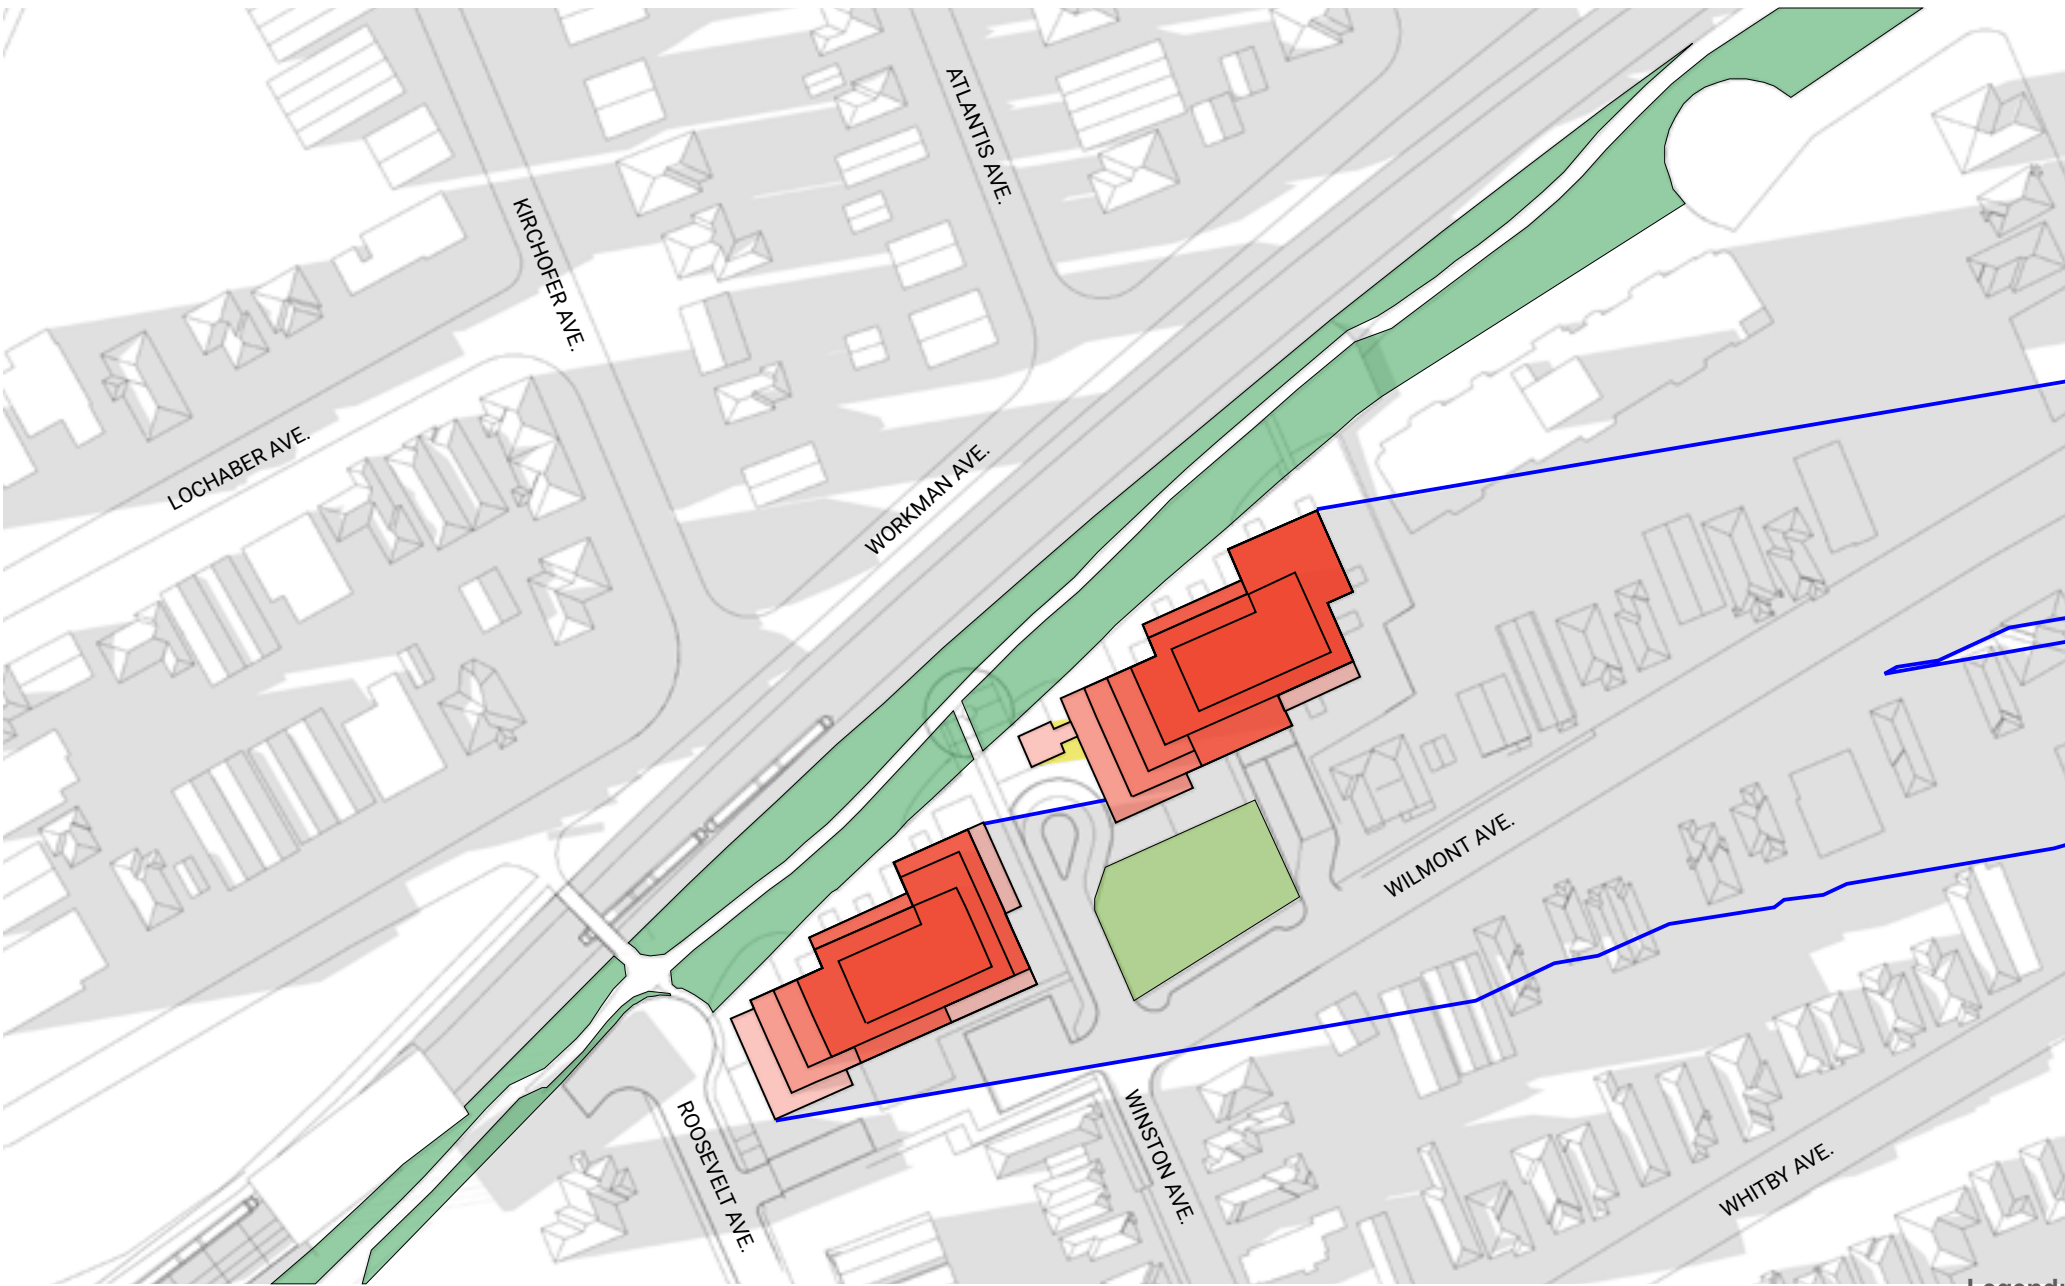 ATLANTIS AVE.
KIRCHOFER AVE.
LOCHABER AVE.
WORKMAN AVE.
WILMONT AVE.
ROOSEVELT AVE.
WINSTON AVE.
WHITBY AVE.